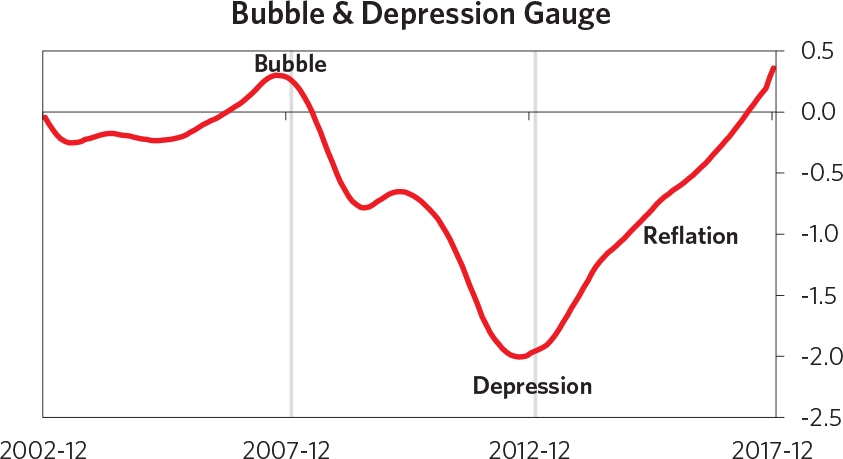 Bubble & Depression Gauge
Bubble
0.5
0.0
-0.5
-1.0
Reflation
-1.5
-2.0
Depression
-2.5
2002-12 2007-12 2012-12 2017-12